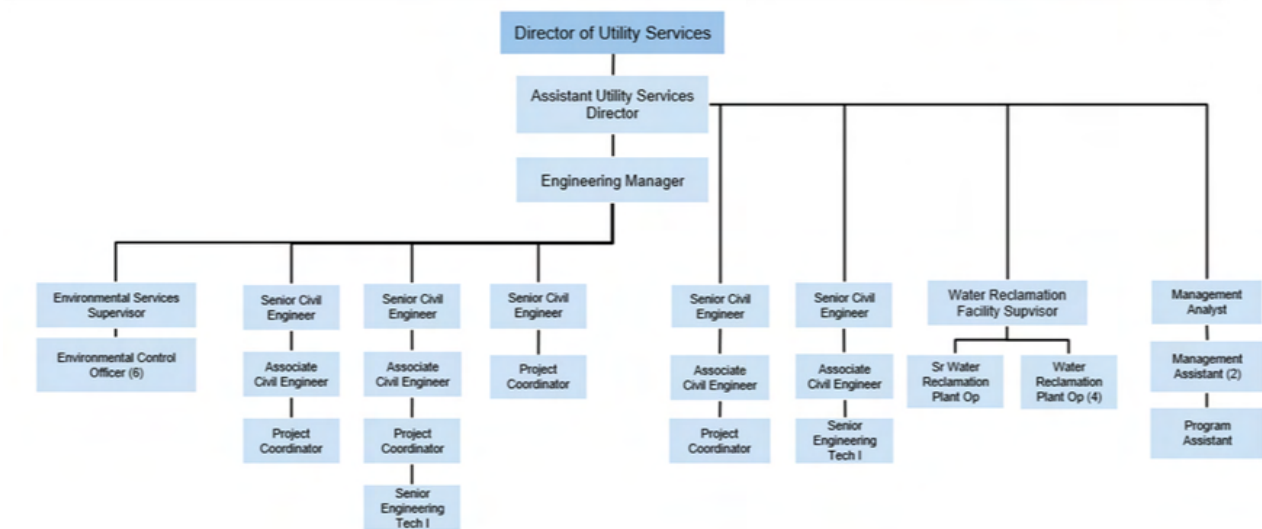 Director of Utility Services
Assistant Utility Services
Director
Engineering Manager
Environmental Services
Supervisor
Environmental Control
Officer (6)
Senior Civil
Engineer
Associate
Civil Engineer
Project
Coordinator
Senior Civil
Engineer
Associate
Civil Engineer
Project
Coordinator
Senior
Engineering
Tech I
Senior Civil
Engineer
Project
Coordinator
Senior Civil
Engineer
Associate
Civil Engineer
Project
Coordinator
Senior Civil
Engineer
Associate
Civil Engineer
Senior
Engineering
Tech I
Water Reclamation
Facility Supvisor
Sr Water
Reclamation
Plant Op
Water
Reclamation
Plant Op (4)
Management
Analyst
Management
Assistant (2)
Program
Assistant